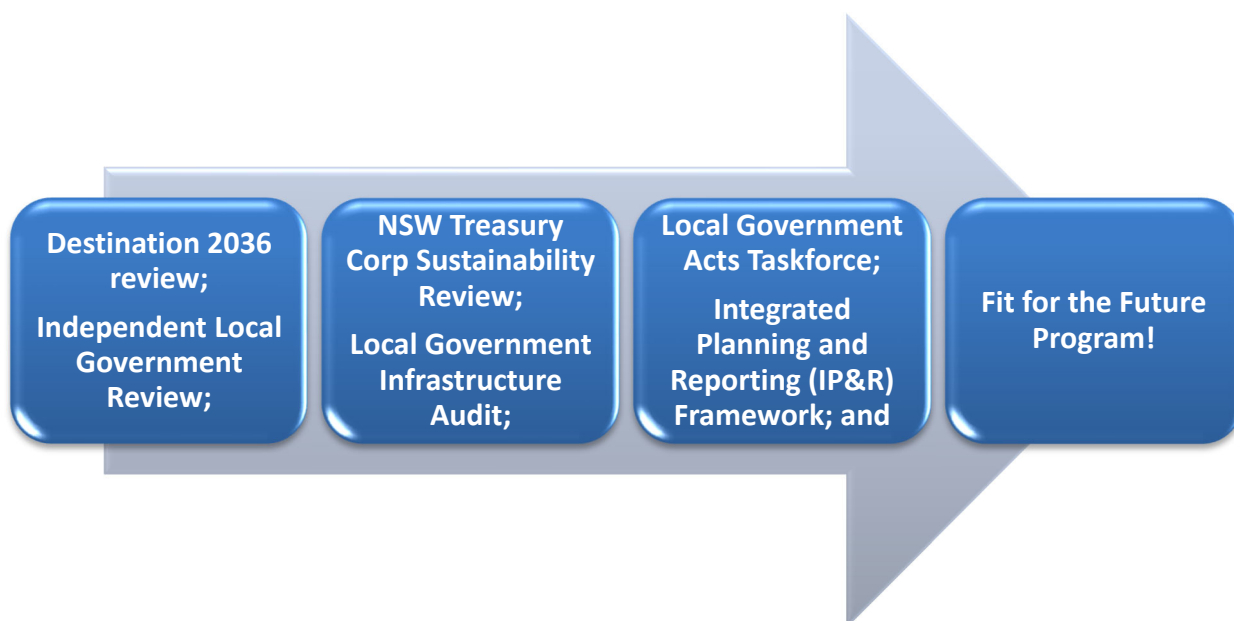 Destination 2036
review;
Independent Local
Government
Review;
NSW Treasury
Corp Sustainability
Review;
Local Government
Infrastructure
Audit;
Local Government
Acts Taskforce;
Integrated
Planning and
Reporting (IP&R)
Framework; and
Fit for the Future
Program!